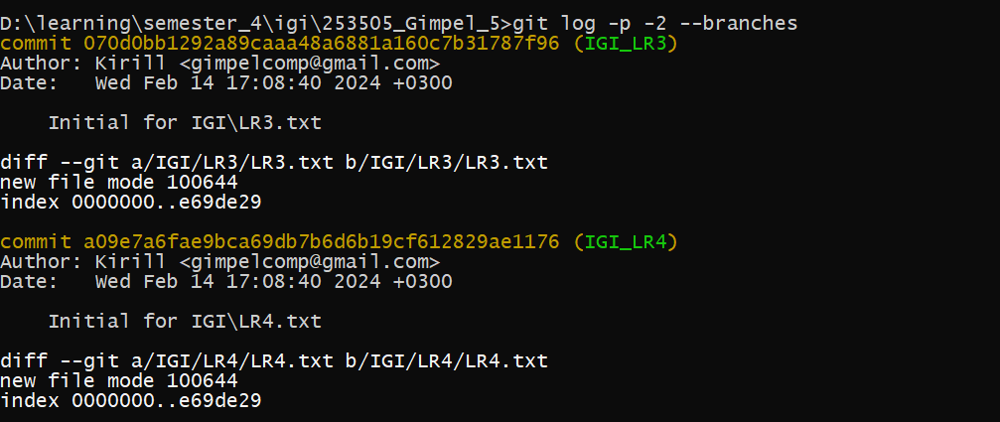 D:\learning\semester_4\igi\253505_Gimpel_5>git log -p -2 --branches
commit 070d0bb1292a89caaa48a6881a160c7b31787f96 (IGI_LR3)
Author: Kirill <gimpelcomp@gmail.com>
Date:   Wed Feb 14 17:08:40 2024 +0300

    Initial for IGI\LR3.txt

diff --git a/IGI/LR3/LR3.txt b/IGI/LR3/LR3.txt
new file mode 100644
index 0000000..e69de29

commit a09e7a6fae9bca69db7b6d6b19cf612829ae1176 (IGI_LR4)
Author: Kirill <gimpelcomp@gmail.com>
Date:   Wed Feb 14 17:08:40 2024 +0300

    Initial for IGI\LR4.txt

diff --git a/IGI/LR4/LR4.txt b/IGI/LR4/LR4.txt
new file mode 100644
index 0000000..e69de29